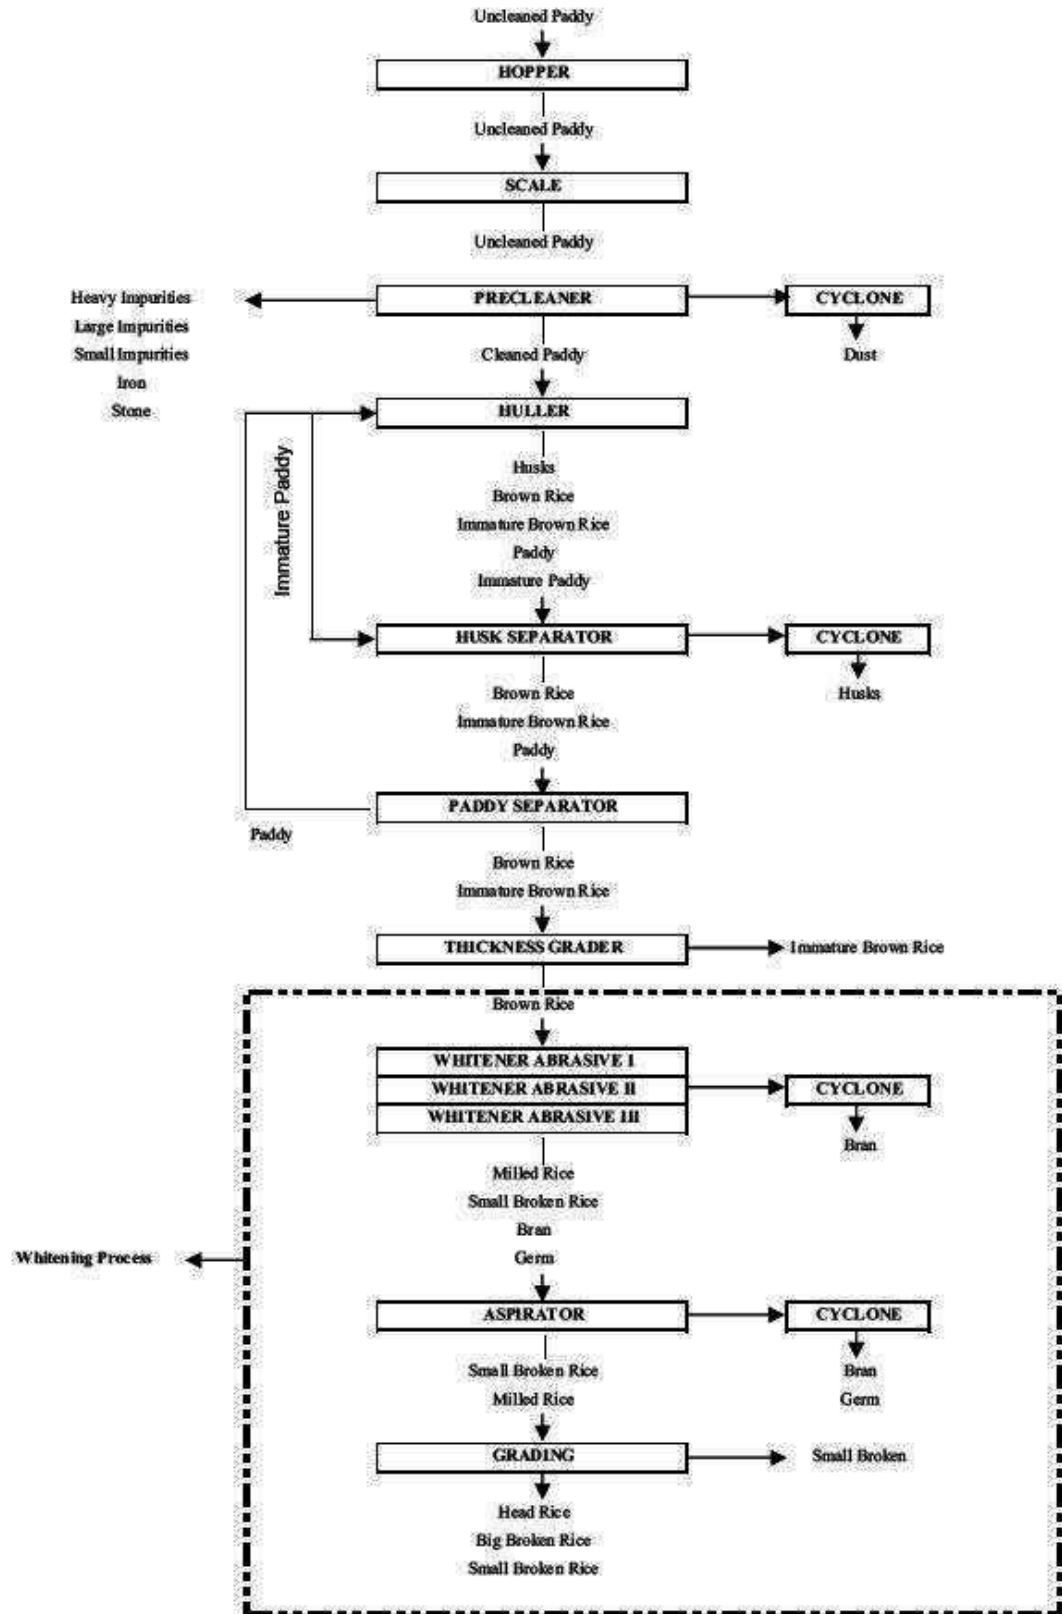 Uncleaned Paddy
HOPPER
Uncleaned Paddy
SCALE
Uncleaned Paddy
PRECLEANER
CYCLONE
Heavy Impurities
Large Impurities
Small Impurities
Iron
Stone
Dust
Cleaned Paddy
HULLER
Immature Paddy
Husks
Brown Rice
Immature Brown Rice
Paddy
Immature Paddy
HUSK SEPARATOR
CYCLONE
Husks
Brown Rice
Immature Brown Rice
Paddy
PADDY SEPARATOR
Paddy
Brown Rice
Immature Brown Rice
THICKNESS GRADER
Immature Brown Rice
Brown Rice
WHITENER ABRASIVE I
WHITENER ABRASIVE II
WHITENER ABRASIVE III
CYCLONE
Bran
Milled Rice
Small Broken Rice
Bran
Germ
Whitening Process
ASPIRATOR
CYCLONE
Bran
Germ
Small Broken Rice
Milled Rice
GRADING
Small Broken
Head Rice
Big Broken Rice
Small Broken Rice